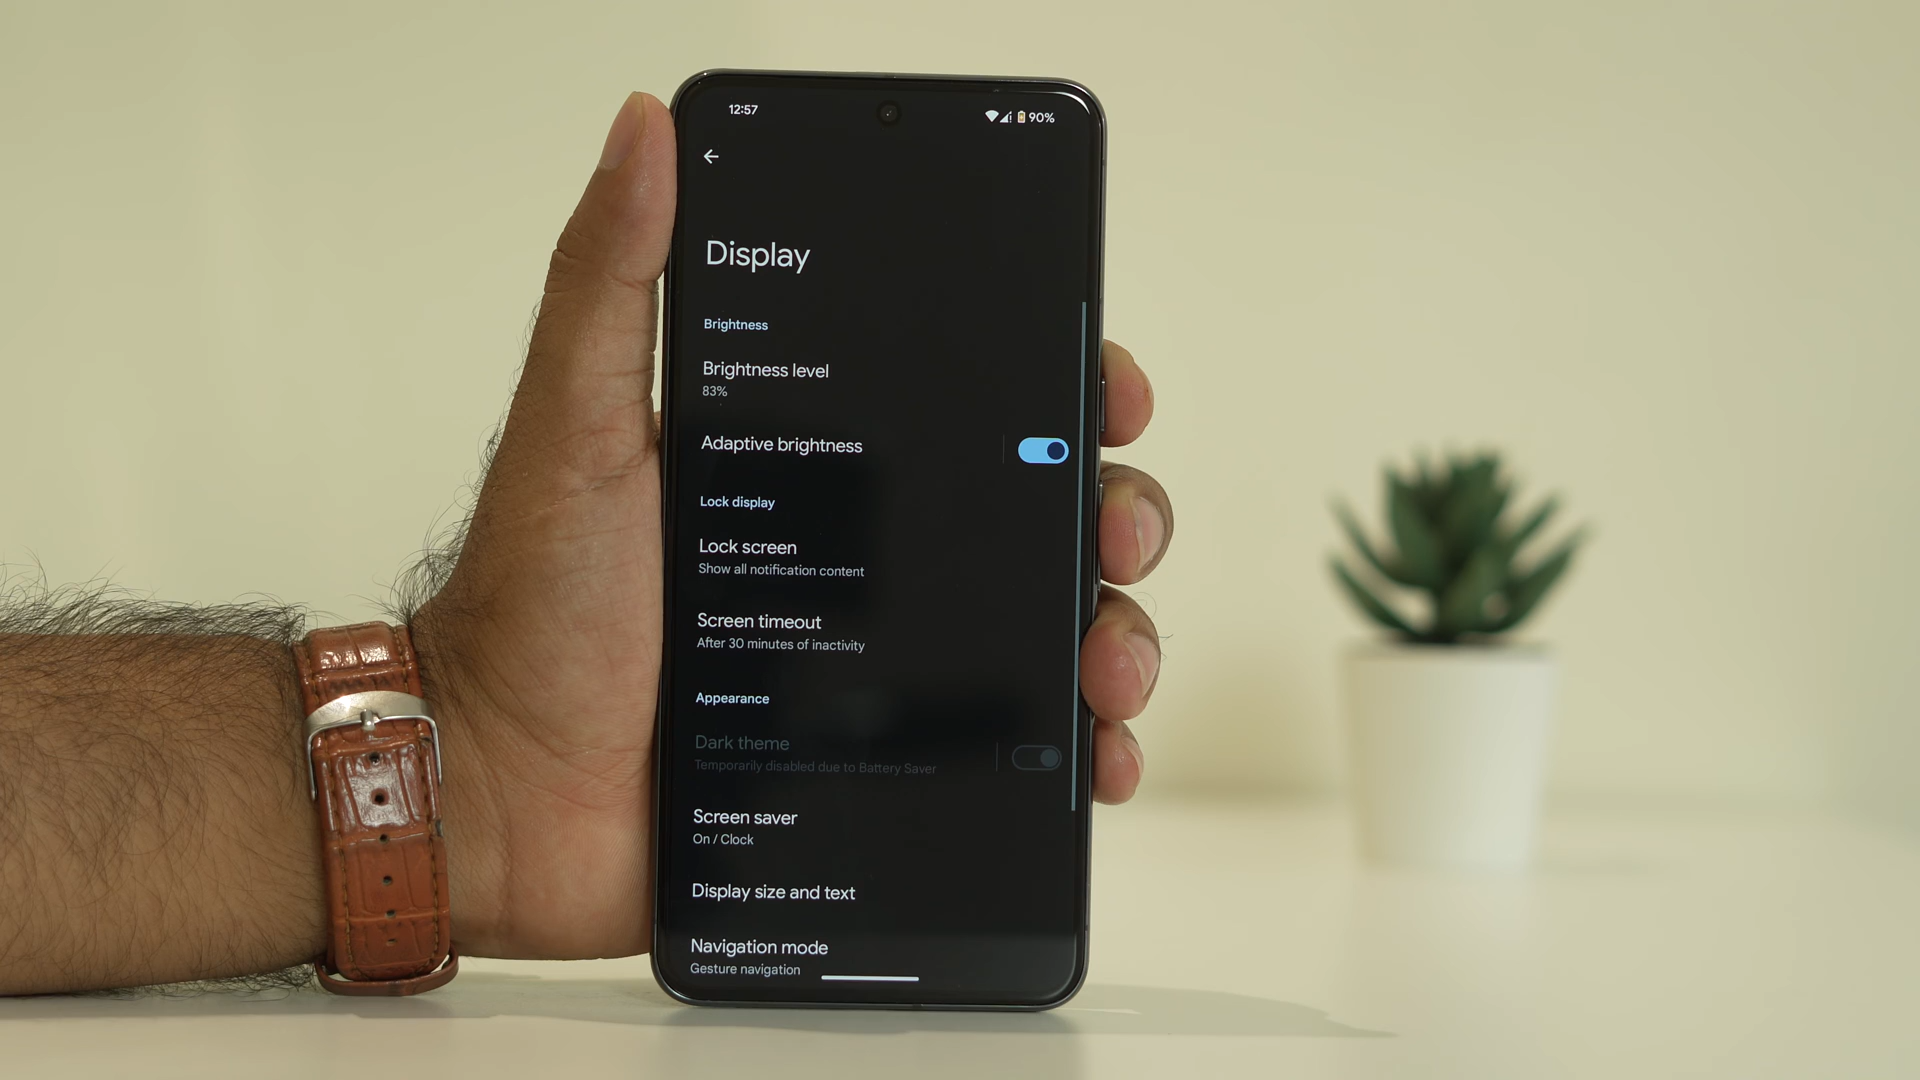 12:57
90%
Display
Brightness
Brightness level
83%
Adaptive brightness
Lock display
Lock screen
Show all notification content
Screen timeout
After 30 minutes of inactivity
Appearance
Dark theme
Temporarily disabled due to Battery Saver
Screen saver
On / Clock
Display size and text
Navigation mode
Gesture navigation